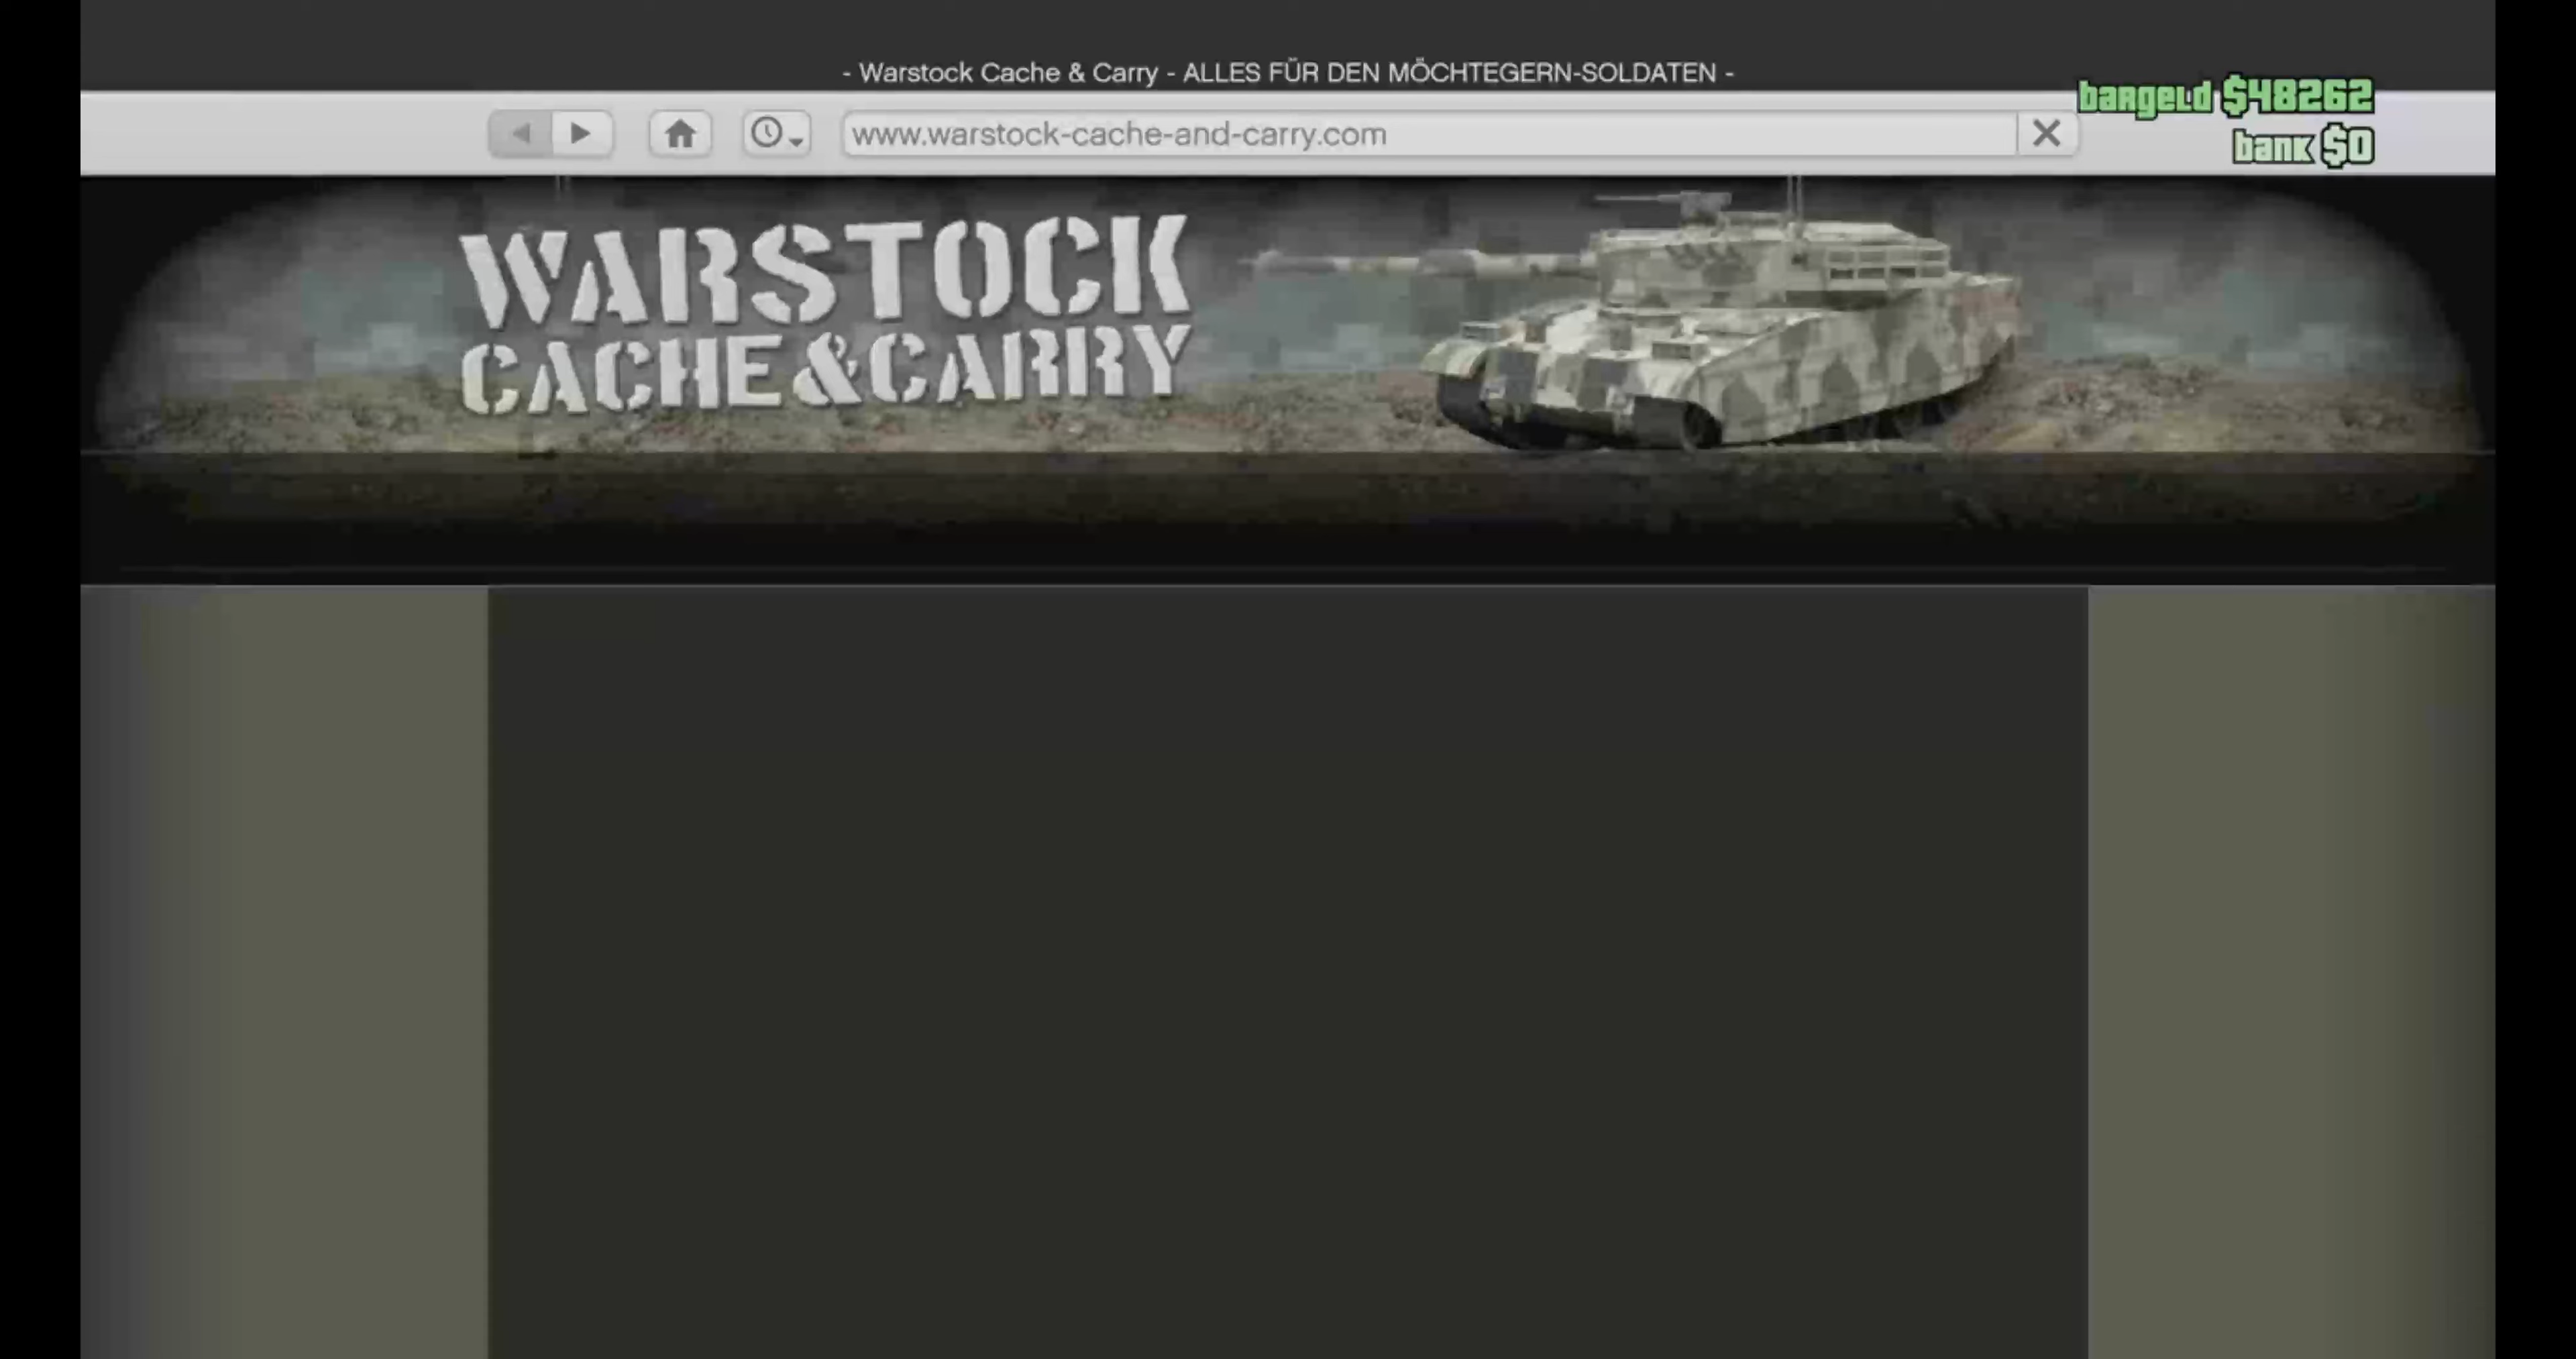 - Warstock Cache & Carry - ALLES FÜR DEN MÖCHTEGERN-SOLDATEN -
bargeld $48262
www.warstock-cache-and-carry.com
bank $0
WARSTOCK
CACHE & CARRY